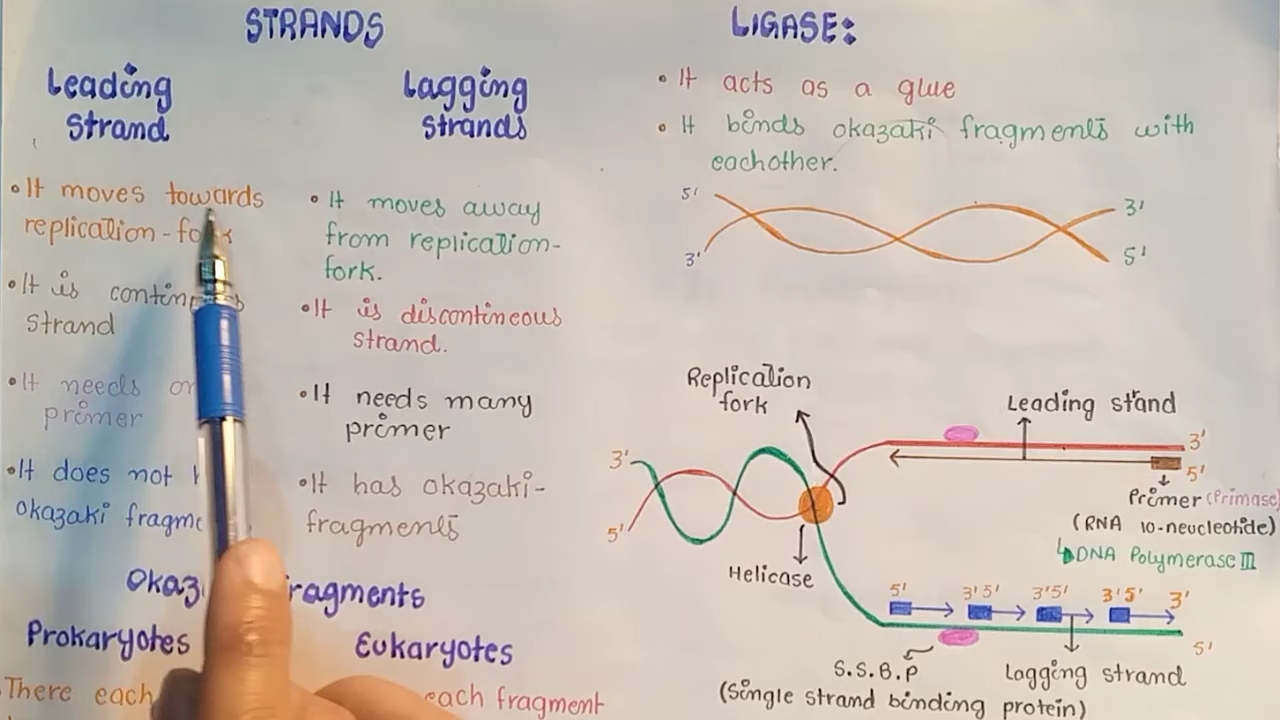 STRANDS
Leading
Strand
• It moves towards
replication-fork
• It is
strand
• It needs
primer
• It does not
okazaki
Lagging
strands
• It moves away
from replication-
fork.
• It is discontineous
strand.
• It needs many
primer
• It has okazaki-
fragments
ragments
Prokaryotes
There each
Eukaryotes
each fragment
LIGASE:
• It acts as a glue
• It binds okazaki fragments with
eachother.
5' 3'
3' 5'
Replication
fork
Leading stand
3' 3'
5'
Primer (Primase)
(RNA 10-neucleotide)
DNA Polymerase III
5'
Helicase
5' 3' 5' 3' 5' 3' 5' 3'
5'
S.S.B.P
Lagging strand
(Single strand binding protein)